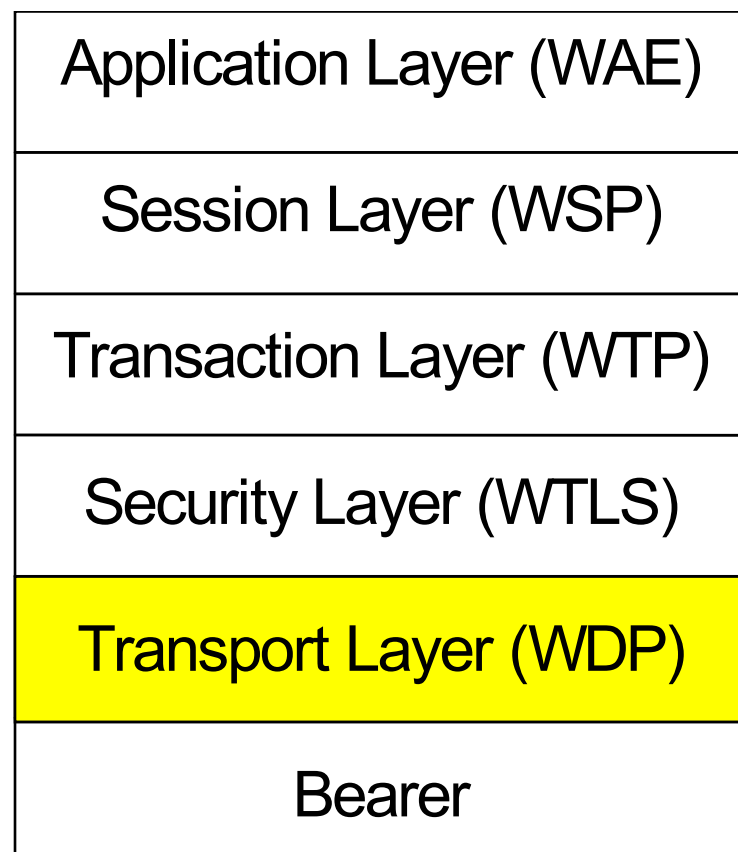 Application Layer (WAE)
Session Layer (WSP)
Transaction Layer (WTP)
Security Layer (WTLS)
Transport Layer (WDP)
Bearer